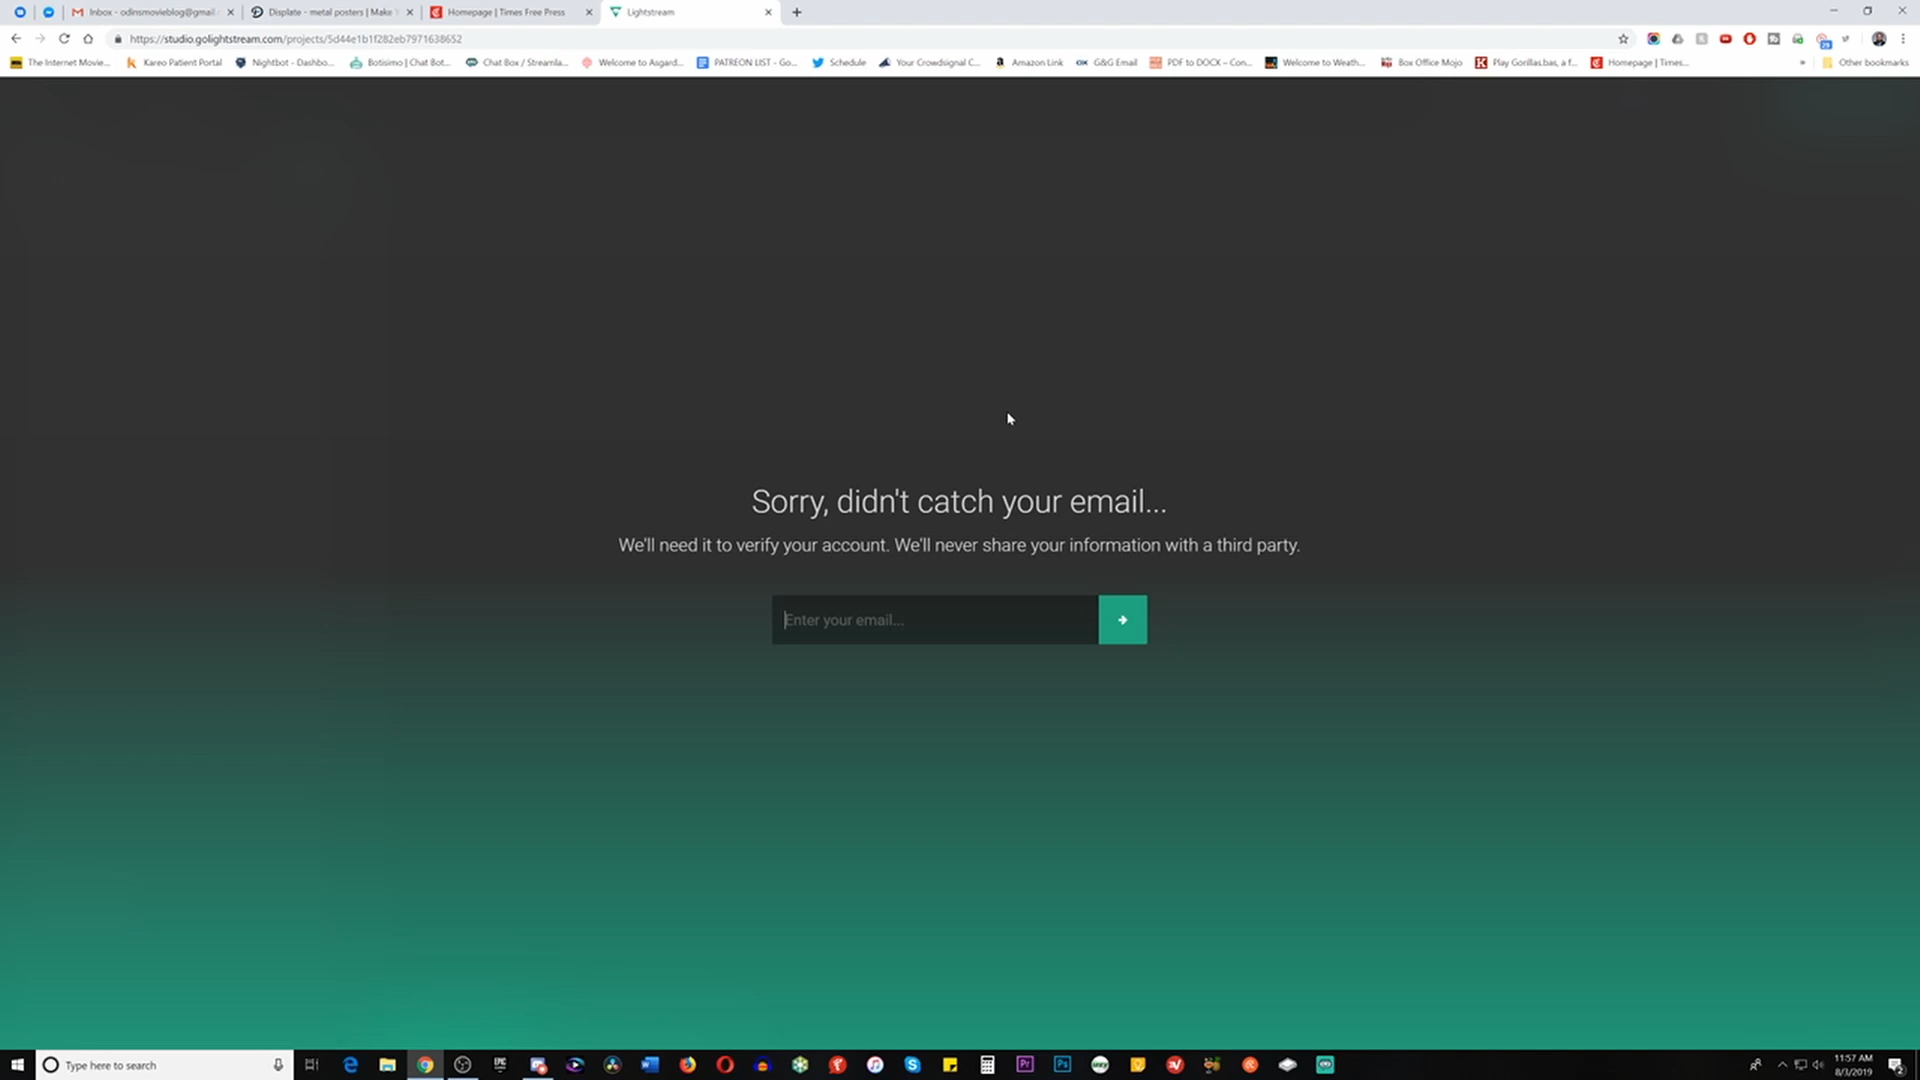 Inbox - odinsmovieblog@gmail.
Displate - metal posters | Make
Homepage | Times Free Press
Lightstream
https://studio.golightstream.com/projects/5d44e1b1f282eb7971638652
The Internet Movie...
Kareo Patient Portal
Nightbot - Dashbo...
Botisimo | Chat Bot...
Chat Box / Streamla...
Welcome to Asgard...
PATREON LIST - Go...
Schedule
Your Crowdsignal C...
Amazon Link
G&G Email
PDF to DOCX – Con...
Welcome to Weath...
Box Office Mojo
Play Gorillas.bas, a f...
Homepage | Times...
Other bookmarks
Sorry, didn't catch your email...
We'll need it to verify your account. We'll never share your information with a third party.
Enter your email...
Type here to search
11:57 AM
8/3/2019